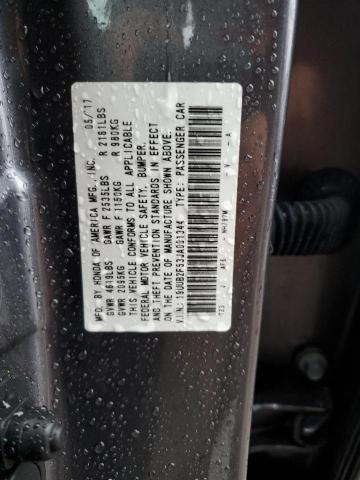 MFD. BY HONDA OF AMERICA MFG., INC. 05/17
GVWR 4619LBS GAWR F 2535LBS R 2161LBS
GVWR 2095KG GAWR F 1150KG R 980KG
THIS VEHICLE CONFORMS TO ALL APPLICABLE
FEDERAL MOTOR VEHICLE SAFETY, BUMPER,
AND THEFT PREVENTION STANDARDS IN EFFECT
ON THE DATE OF MANUFACTURE SHOWN ABOVE.
V.I.N.: 19UUB2F53JA001344 TYPE: PASSENGER CAR